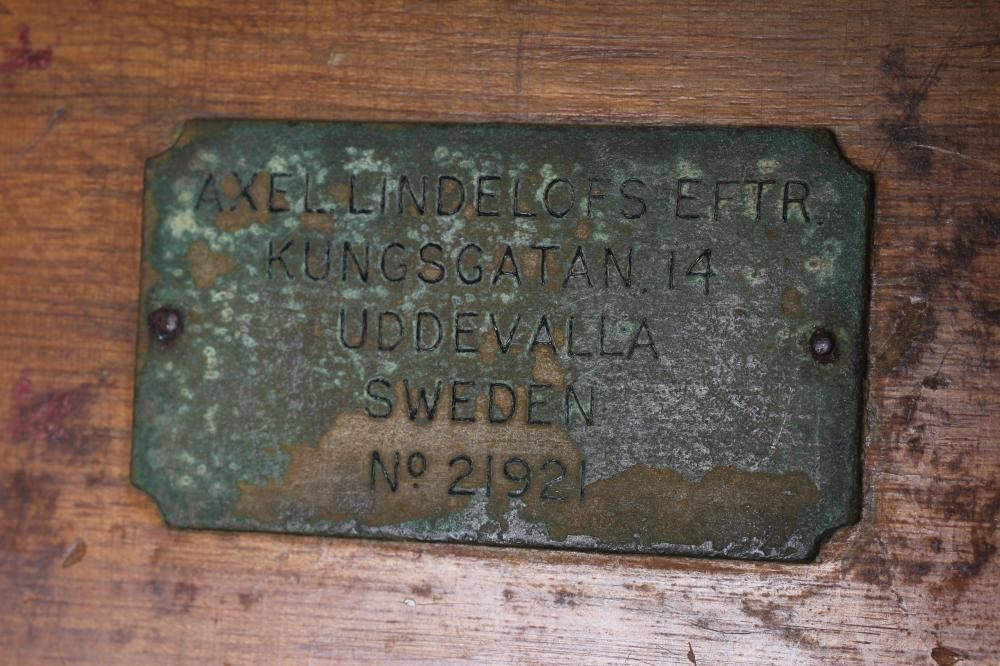 AXEL LINDELOFS EFTR.
KUNGSGATAN. 14
UDDEVALLA
SWEDEN
Nº 21921